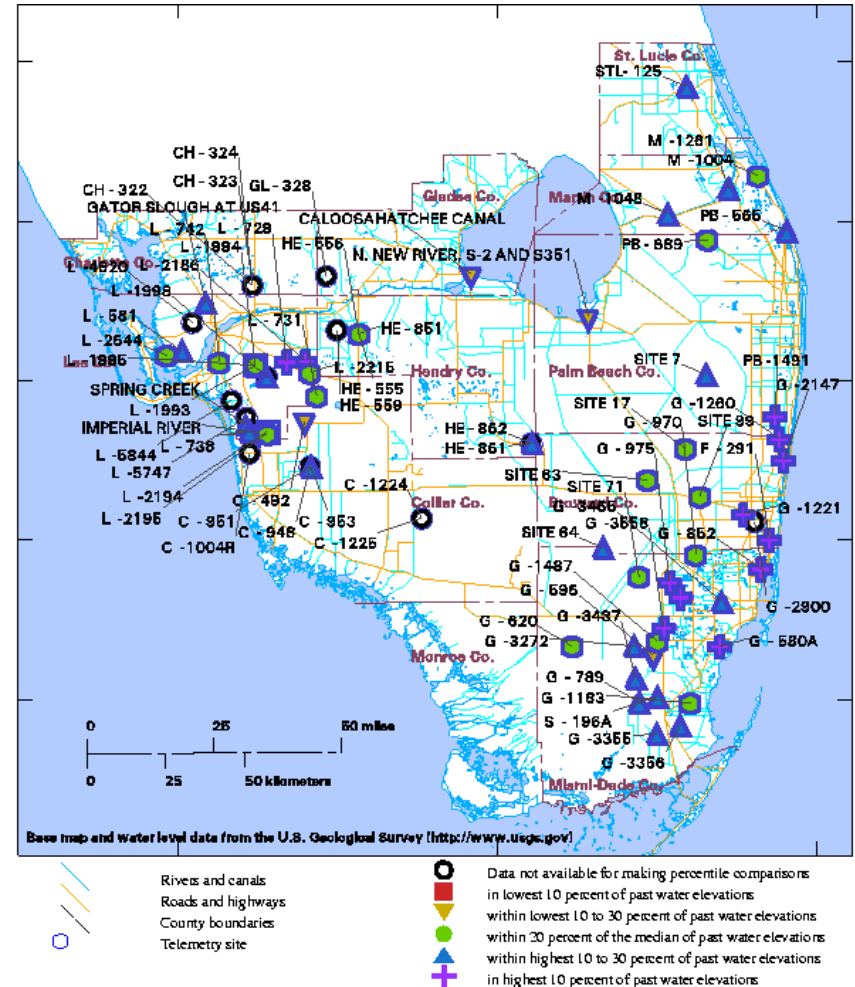 St. Lucie Co.
STL- 125
M -1261
CH - 324
M -1004
CH - 323
GL - 328
CH - 322
Glades Co.
Martin Co.
M -1048
GATOR SLOUGH AT US41
CALOOSAHATCHEE CANAL
PB - 565
L - 742
L - 729
L -1994
HE - 556
PB - 689
N. NEW RIVER, S-2 AND S351
Charlotte Co.
L -4820
L -2186
L -1998
L - 581
L - 731
HE - 851
L -2644
SITE 7
PB -1491
Lee Co.
L -1995
L -2215
Hendry Co.
Palm Beach Co.
G -2147
SPRING CREEK
HE - 555
SITE 17
G -1260
SITE 99
L -1993
HE - 559
G - 970
IMPERIAL RIVER
HE - 862
G - 975
F - 291
L -5844
L - 738
HE - 861
L -5747
SITE 63
L -2194
C - 492
C -1224
SITE 71
L -2195
C - 951
C - 953
Collier Co.
Broward Co.
G -1221
C - 948
G - 852
C -1004R
C -1225
SITE 64
G -3558
G -1487
G - 596
G -2900
G - 620
G -3437
G -3272
G - 580A
Monroe Co.
G - 789
G -1183
0 25 50 miles
S - 196A
G -3355
0 25 50 kilometers
G -3356
Miami-Dade Co.
Base map and water level data from the U.S. Geological Survey (http://www.usgs.gov)
Rivers and canals
Roads and highways
County boundaries
Telemetry site
Data not available for making percentile comparisons
in lowest 10 percent of past water elevations
within lowest 10 to 30 percent of past water elevations
within 20 percent of the median of past water elevations
within highest 10 to 30 percent of past water elevations
in highest 10 percent of past water elevations